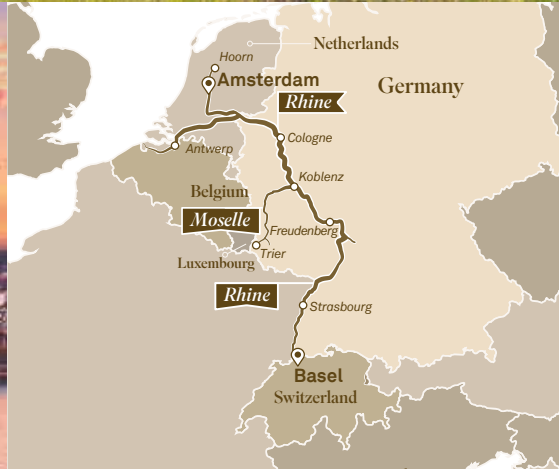 Netherlands
Hoorn
Amsterdam
Germany
Rhine
Cologne
Antwerp
Koblenz
Belgium
Moselle
Freudenberg
Trier
Luxembourg
Rhine
Strasbourg
Basel
Switzerland